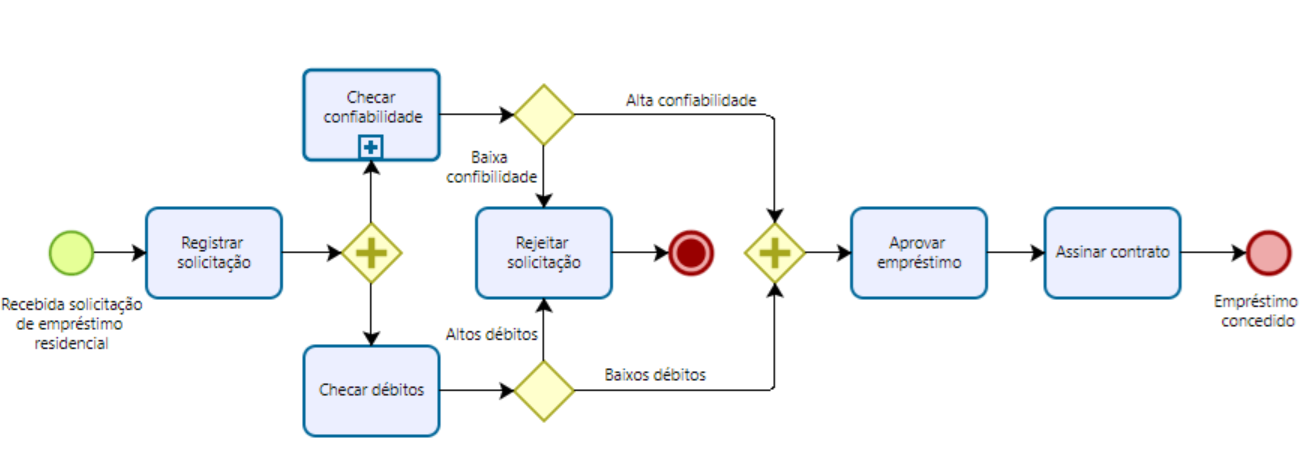 Recebida solicitação
de empréstimo
residencial
Registrar
solicitação
Checar
confiabilidade
Alta confiabilidade
Baixa
confibilidade
Rejeitar
solicitação
Altos débitos
Checar débitos
Baixos débitos
Aprovar
empréstimo
Assinar contrato
Empréstimo
concedido